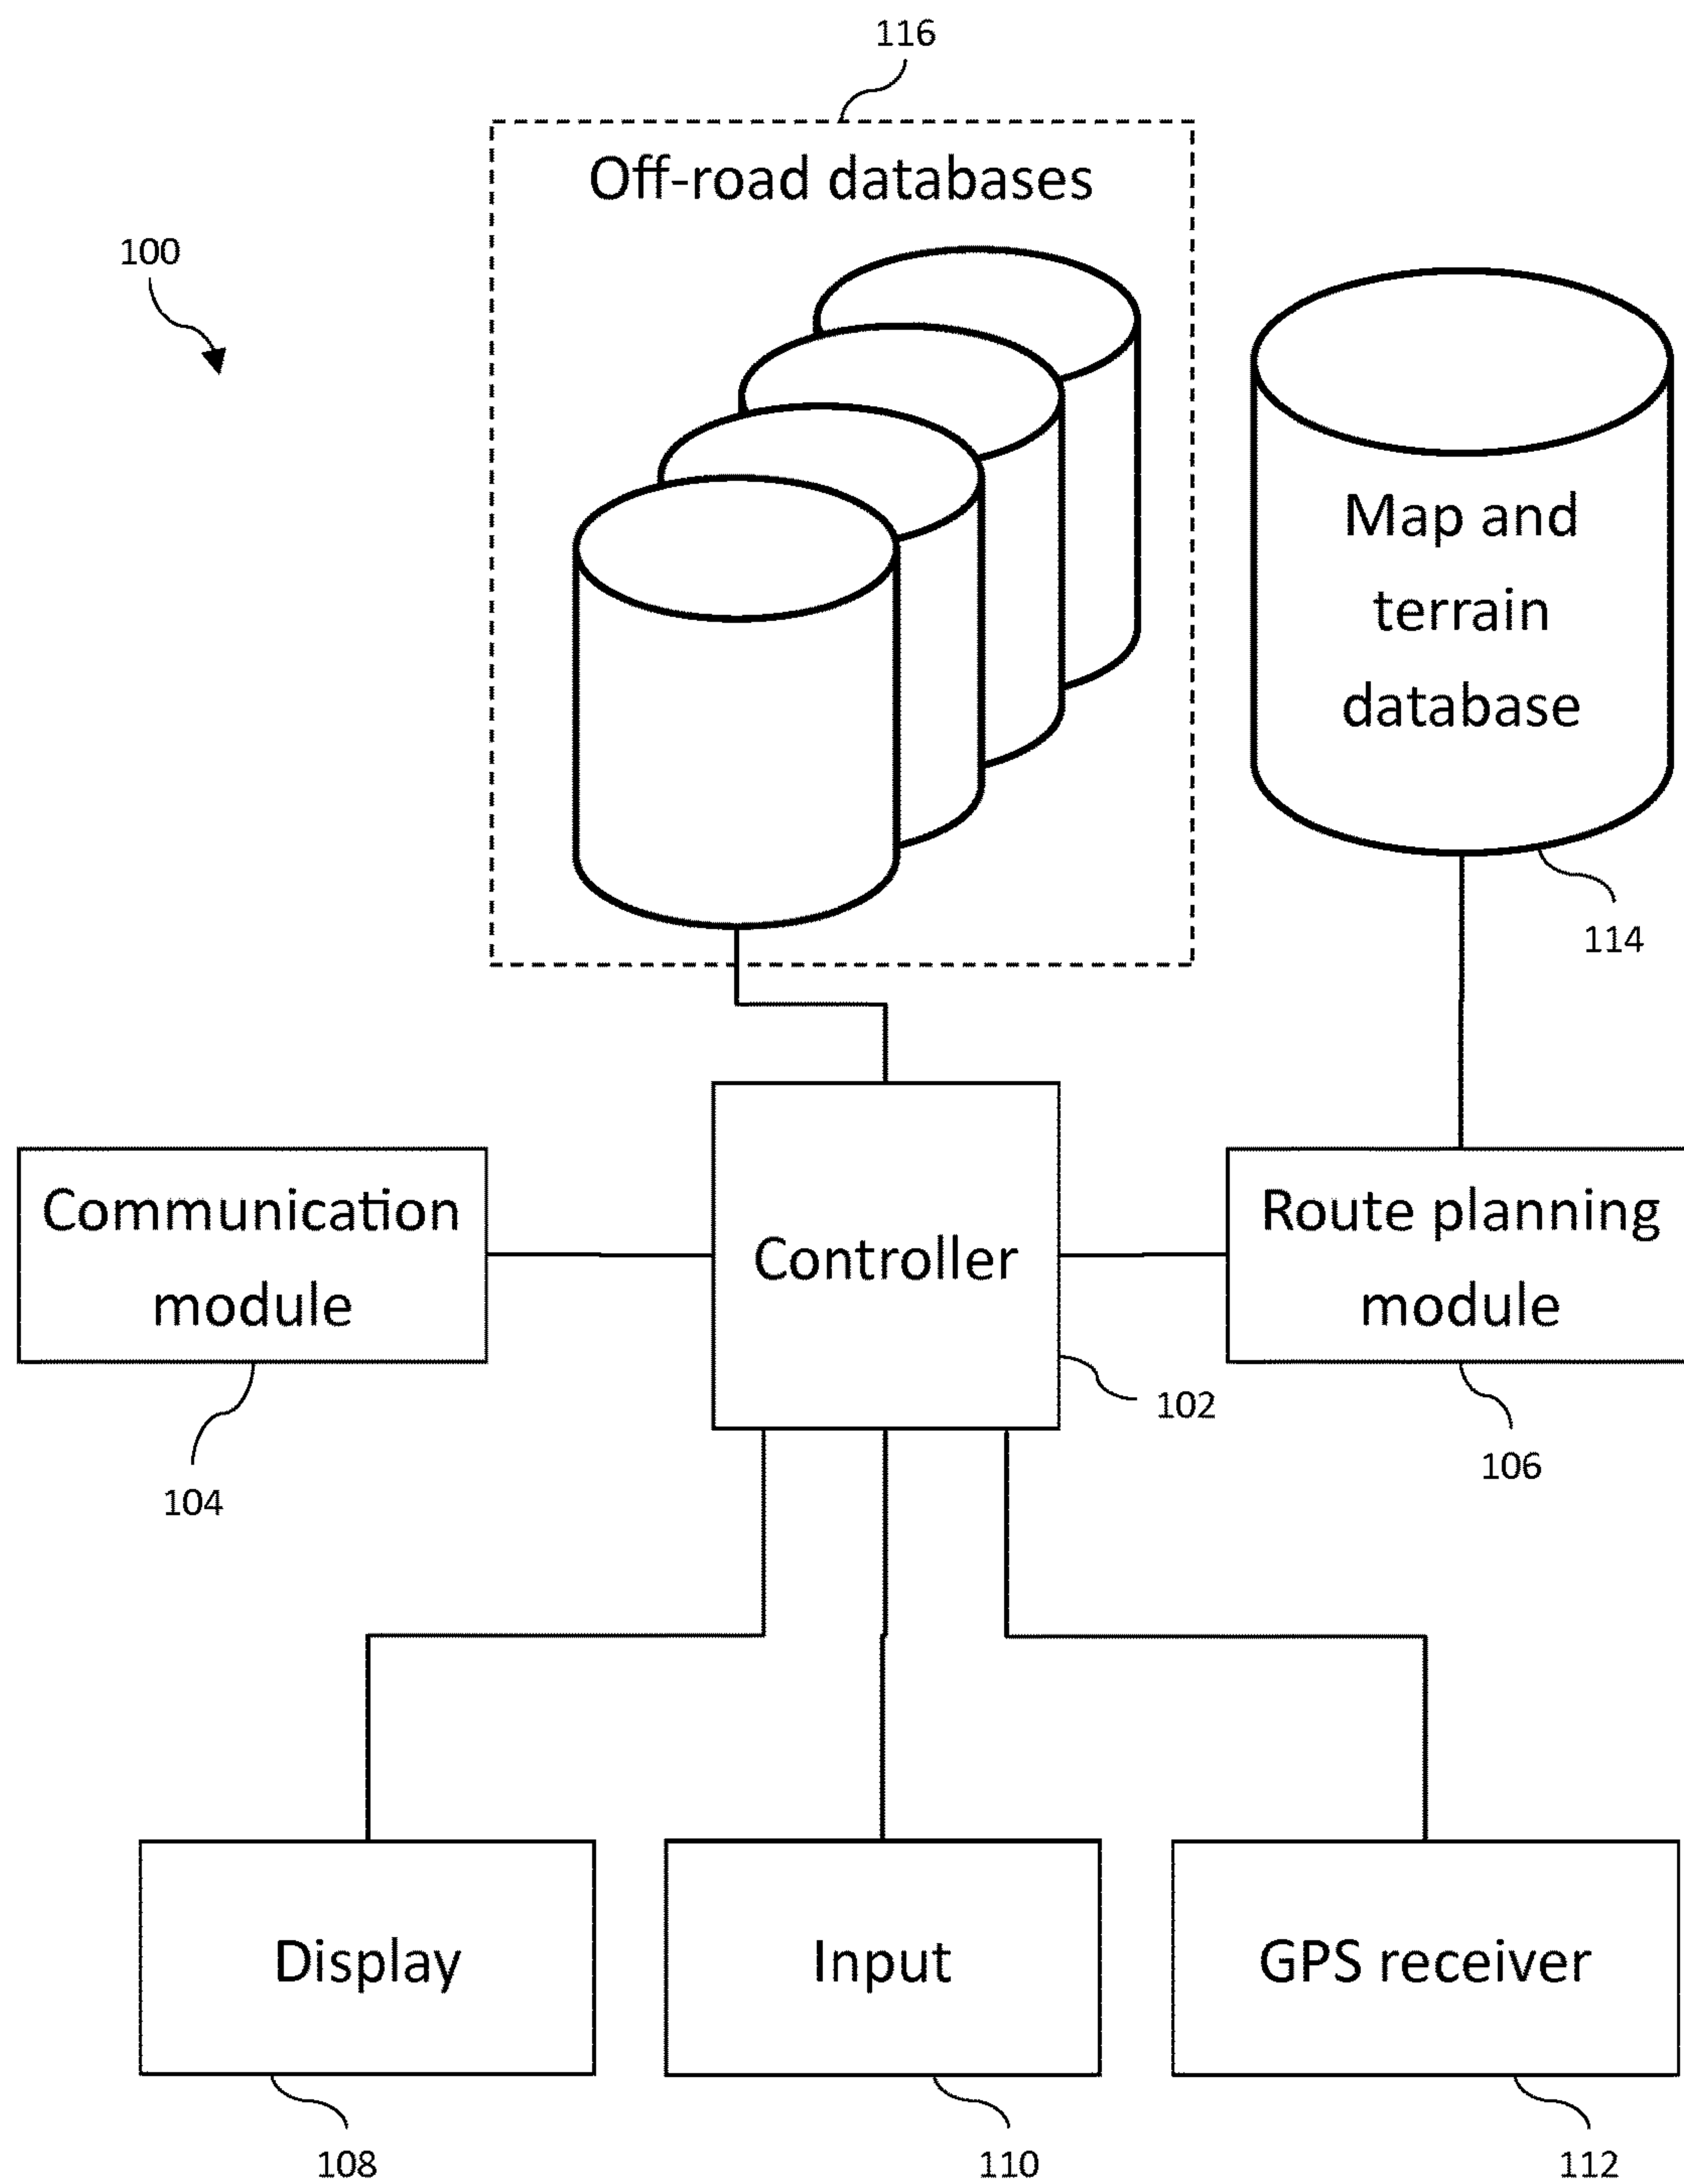 116
Off-road databases
100
Map and
terrain
database
114
Communication
module
Controller
Route planning
module
102
104
106
Display
Input
GPS receiver
108
110
112